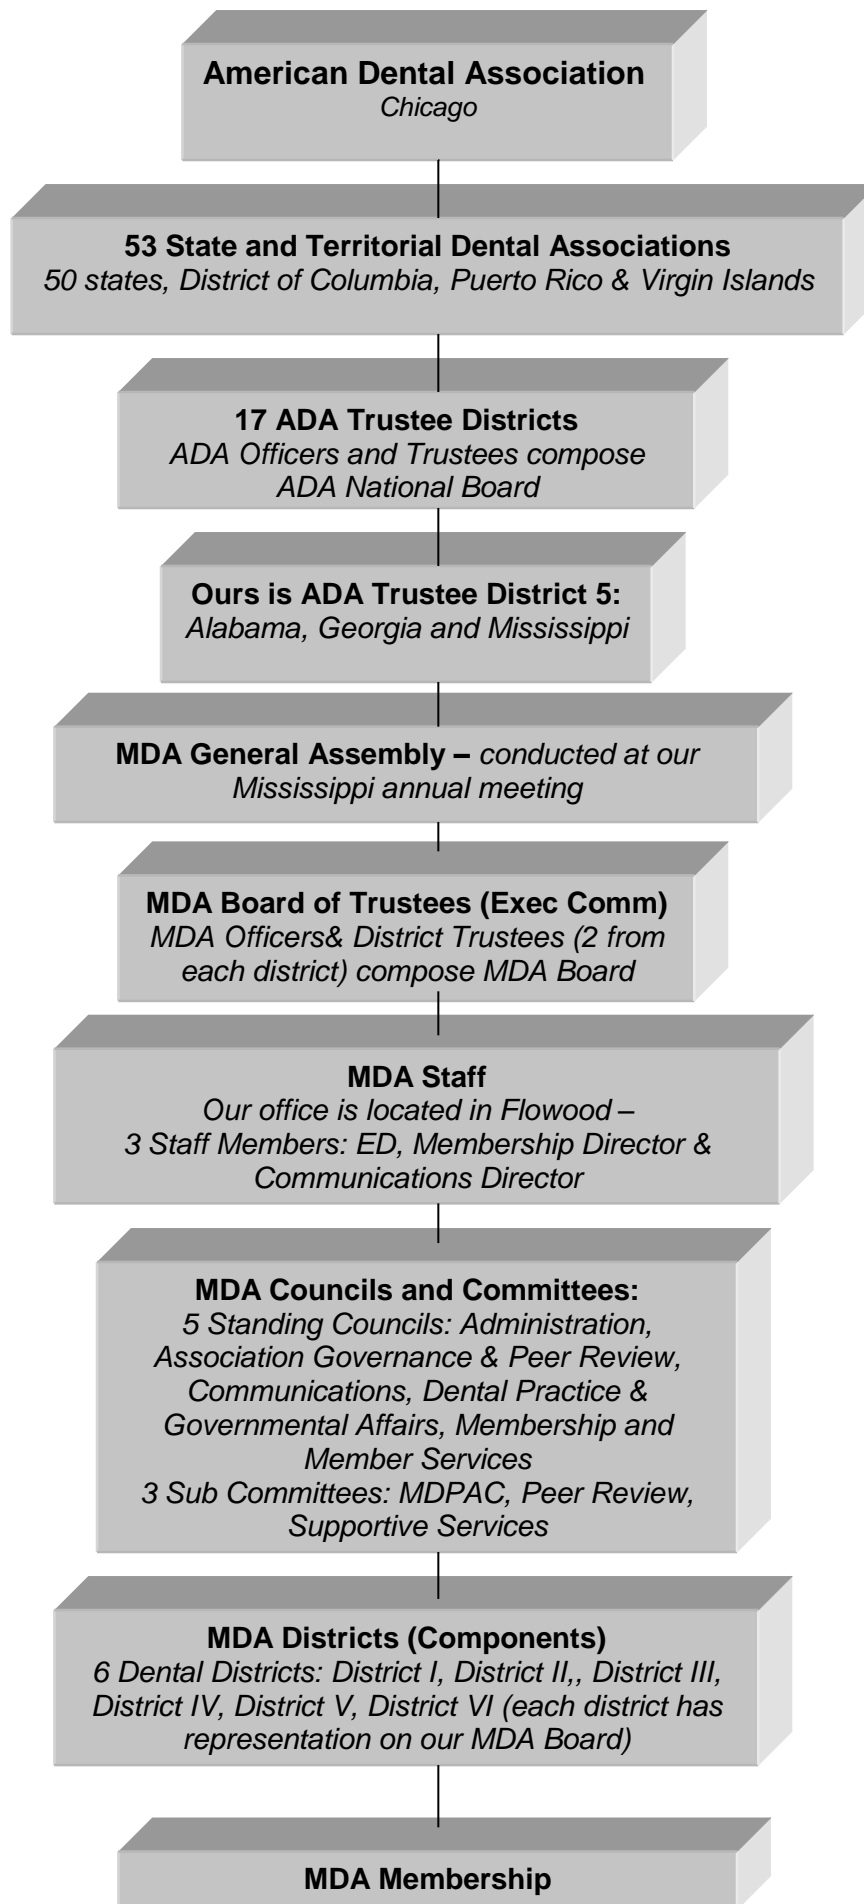 American Dental Association
Chicago
53 State and Territorial Dental Associations
50 states, District of Columbia, Puerto Rico & Virgin Islands
17 ADA Trustee Districts
ADA Officers and Trustees compose
ADA National Board
Ours is ADA Trustee District 5:
Alabama, Georgia and Mississippi
MDA General Assembly – conducted at our
Mississippi annual meeting
MDA Board of Trustees (Exec Comm)
MDA Officers& District Trustees (2 from
each district) compose MDA Board
MDA Staff
Our office is located in Flowood –
3 Staff Members: ED, Membership Director &
Communications Director
MDA Councils and Committees:
5 Standing Councils: Administration,
Association Governance & Peer Review,
Communications, Dental Practice &
Governmental Affairs, Membership and
Member Services
3 Sub Committees: MDPAC, Peer Review,
Supportive Services
MDA Districts (Components)
6 Dental Districts: District I, District II,, District III,
District IV, District V, District VI (each district has
representation on our MDA Board)
MDA Membership